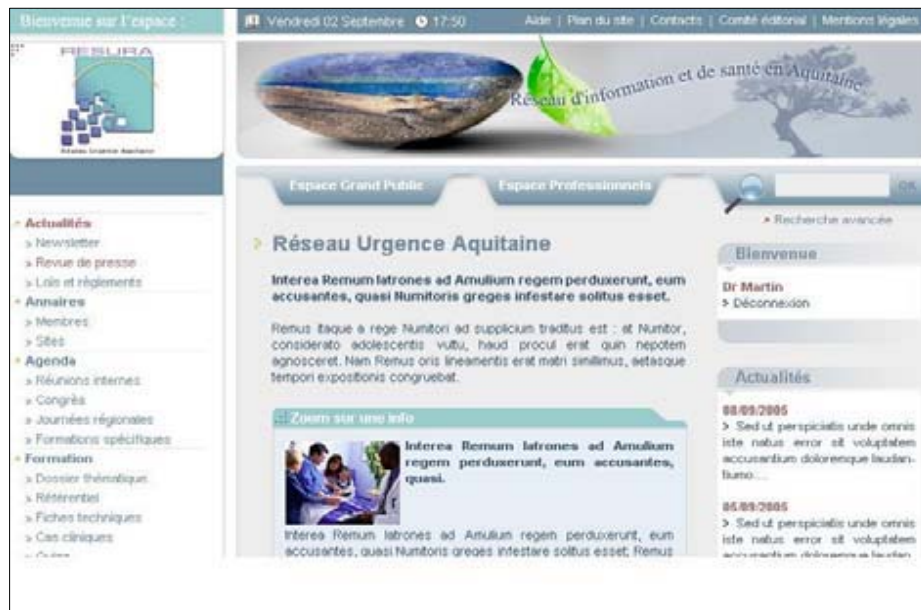 Bienvenue sur l'espace :
Vendredi 02 Septembre 17:50
Aide | Plan du site | Contacts | Comité éditorial | Mentions légales
RESURA
Réseau Urgence Aquitaine
Réseau d'information et de santé en Aquitaine
Espace Grand Public
Espace Professionnels
OK
> Recherche avancée
Actualités
» Newsletter
» Revue de presse
» Lois et règlements
Annaires
» Membres
» Sites
Agenda
» Réunions internes
» Congrès
» Journées régionales
» Formations spécifiques
Formation
» Dossier thématique
» Référentiel
» Fiches techniques
» Cas cliniques
» Quizz
> Réseau Urgence Aquitaine
Interea Remum latrones ad Amulium regem perduxerunt, eum
accusantes, quasi Numitoris greges infestare solitus esset.
Remus itaque a rege Numitori ad supplicium traditus est : at Numitor,
considerato adolescentis vultu, haud procul erat quin nepotem
agnosceret. Nam Remus oris lineamentis erat matri simillimus, aetasque
tempori expositionis congruebat.
Zoom sur une info
Interea Remum latrones ad Amulium
regem perduxerunt, eum accusantes,
quasi.
Interea Remum latrones ad Amulium regem perduxerunt, eum
accusantes, quasi Numitoris greges infestare solitus esset; Remus
Bienvenue
Dr Martin
> Déconnexion
Actualités
08/09/2005
> Sed ut perspiciatis unde omnis
iste natus error sit voluptatem
accusantium doloremque laudan-
tiumo...
05/09/2005
> Sed ut perspiciatis unde omnis
iste natus error sit voluptatem
accusantium doloremque laudan-